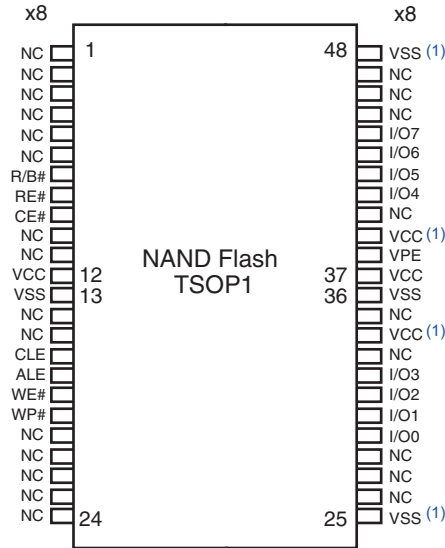 x8 x8
NC 1 48 VSS (1)
NC NC
NC NC
NC NC
NC I/O7
NC I/O6
R/B# I/O5
RE# I/O4
CE# NC
NC VCC (1)
NC NAND Flash VPE
VCC 12 TSOP1 37 VCC
VSS 13 36 VSS
NC NC
NC VCC (1)
CLE NC
ALE I/O3
WE# I/O2
WP# I/O1
NC I/O0
NC NC
NC NC
NC NC
NC 24 25 VSS (1)